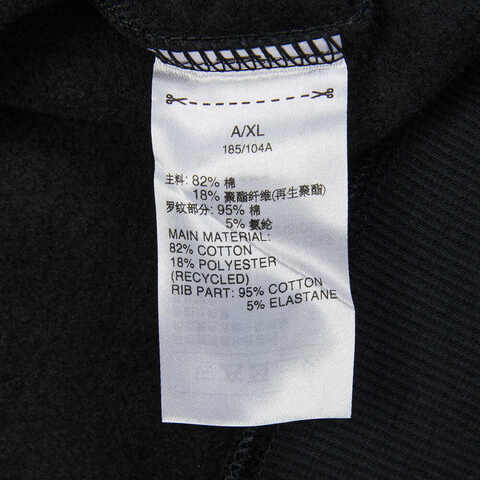 A/XL
185/104A
主料: 82% 棉
18% 聚酯纤维(再生聚酯)
罗纹部分: 95% 棉
5% 氨纶
MAIN MATERIAL:
82% COTTON
18% POLYESTER
(RECYCLED)
RIB PART: 95% COTTON
5% ELASTANE